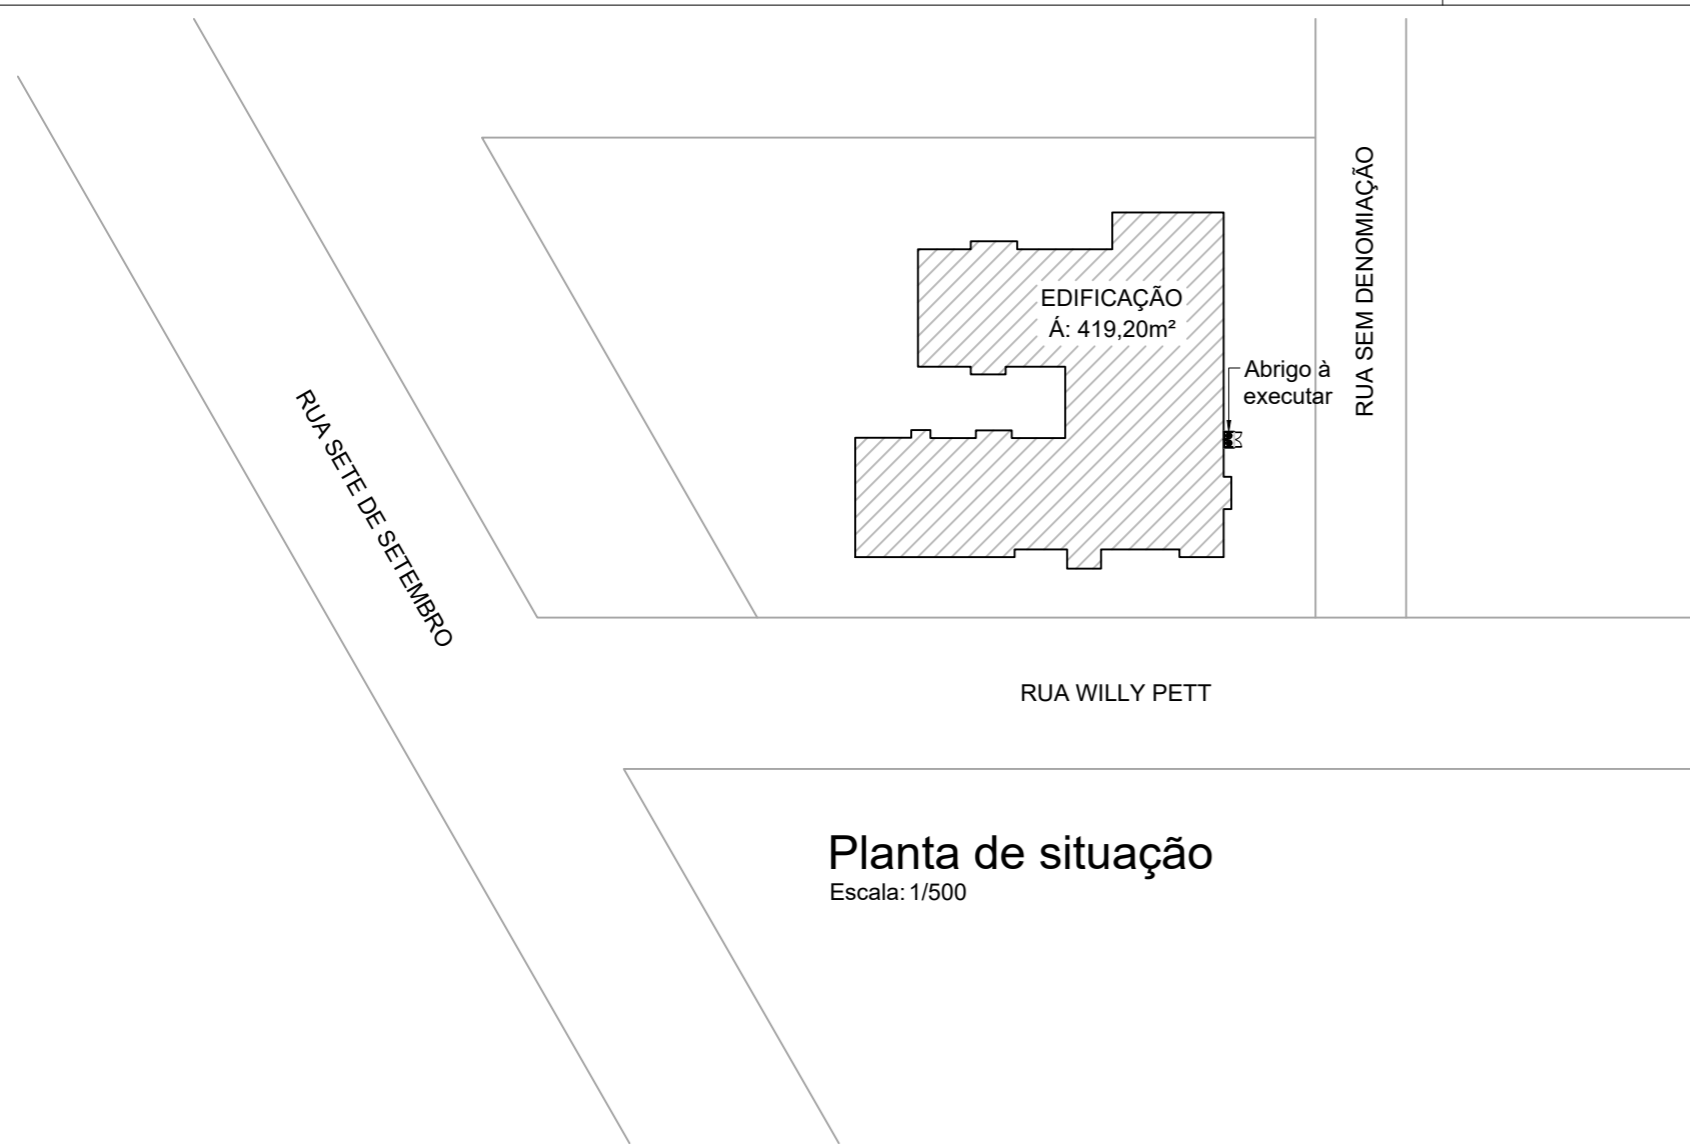 EDIFICAÇÃO
Á: 419,20m²
Abrigo à
executar
RUA SEM DENOMIAÇÃO
RUA SETE DE SETEMBRO
RUA WILLY PETT
Planta de situação
Escala: 1/500